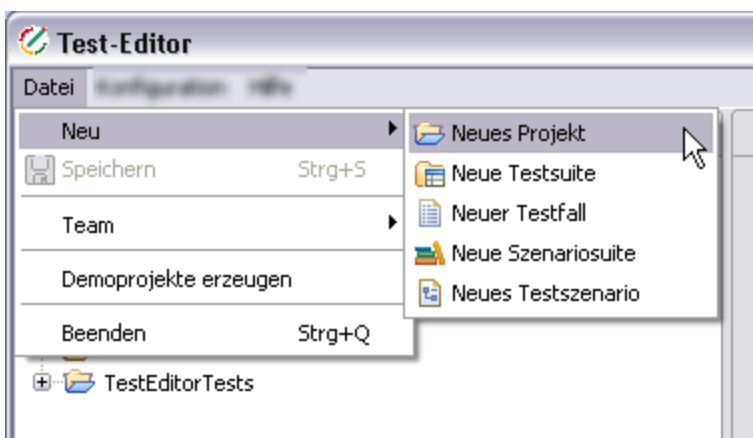 Test-Editor
Datei
Neu
Speichern Strg+S
Team
Demoprojekte erzeugen
Beenden Strg+Q
Neues Projekt
Neue Testsuite
Neuer Testfall
Neue Szenariosuite
Neues Testszenario
TestEditorTests